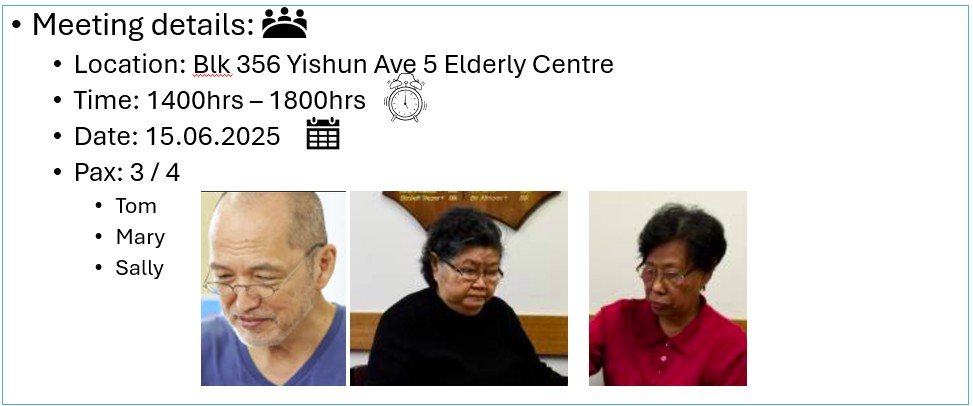 Meeting details:
Location: Blk 356 Yishun Ave 5 Elderly Centre
Time: 1400hrs – 1800hrs
Date: 15.06.2025
Pax: 3 / 4
Tom
Mary
Sally